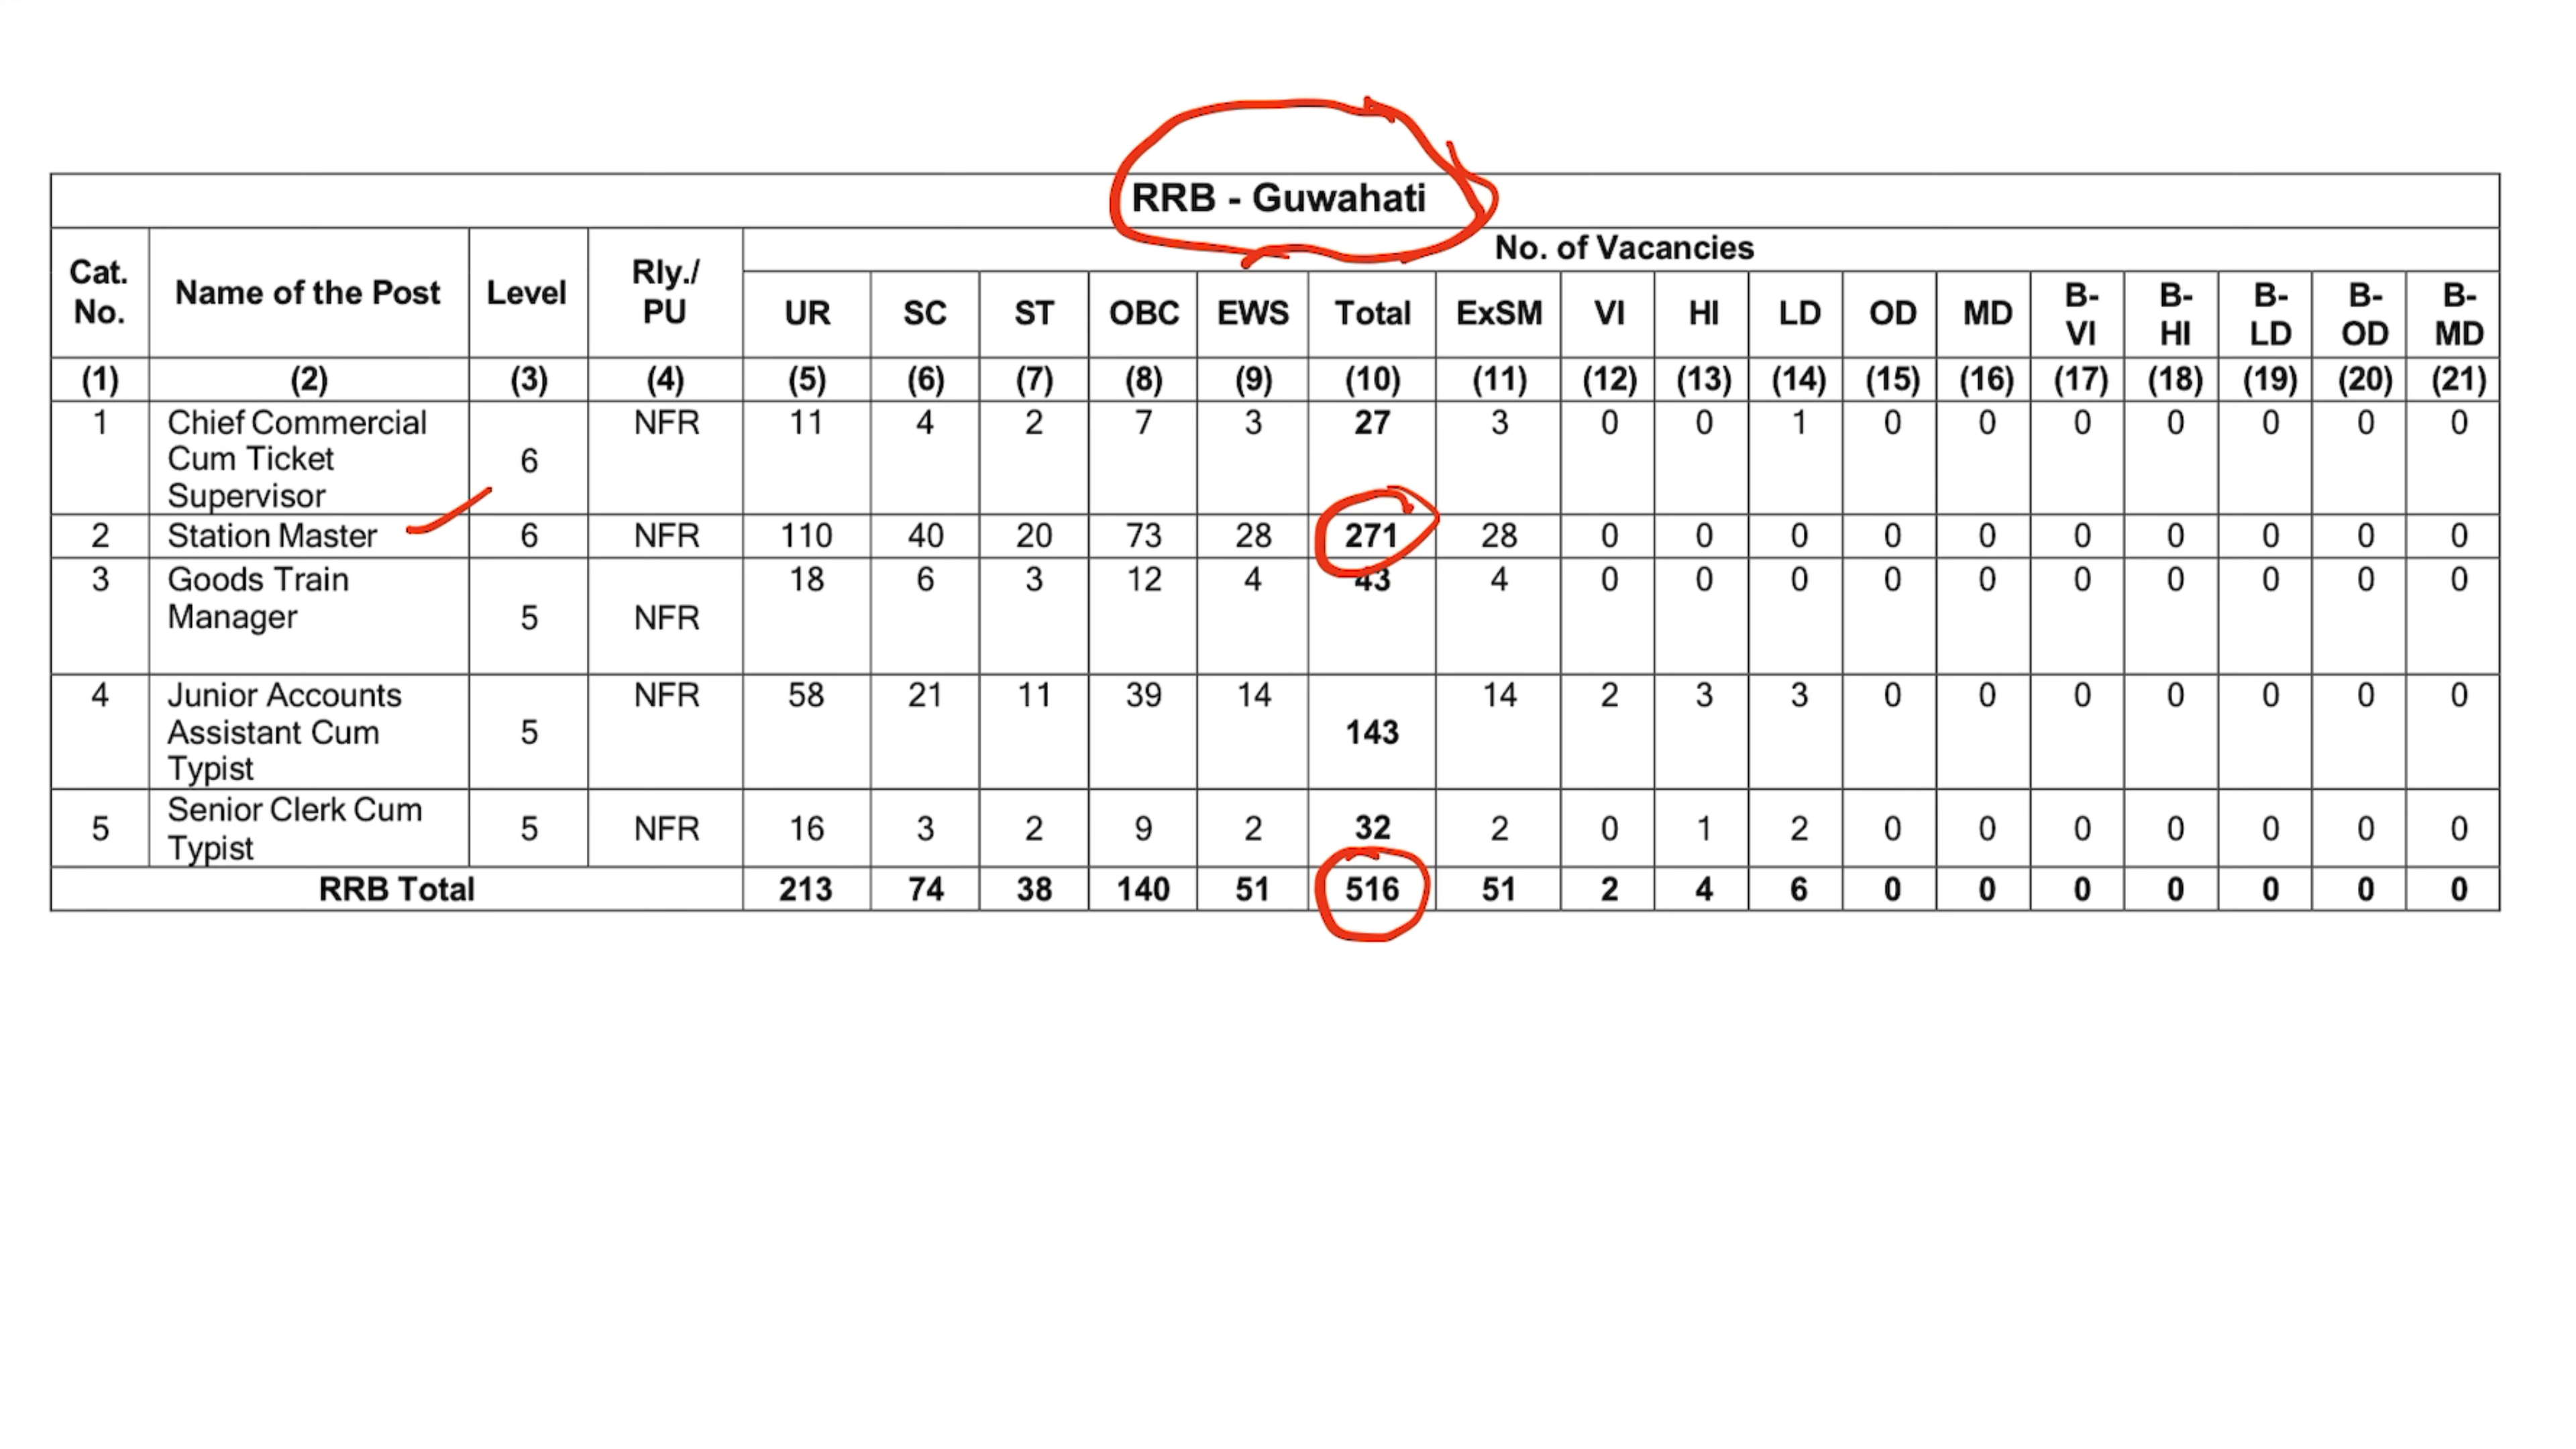 RRB - Guwahati
No. of Vacancies
Cat. No. Name of the Post Level Rly./ PU UR SC ST OBC EWS Total ExSM VI HI LD OD MD B-VI B-HI B-LD B-OD B-MD
(1) (2) (3) (4) (5) (6) (7) (8) (9) (10) (11) (12) (13) (14) (15) (16) (17) (18) (19) (20) (21)
1 Chief Commercial Cum Ticket Supervisor 6 NFR 11 4 2 7 3 27 3 0 0 1 0 0 0 0 0 0 0
2 Station Master 6 NFR 110 40 20 73 28 271 28 0 0 0 0 0 0 0 0 0 0
3 Goods Train Manager 5 NFR 18 6 3 12 4 43 4 0 0 0 0 0 0 0 0 0 0
4 Junior Accounts Assistant Cum Typist 5 NFR 58 21 11 39 14 143 14 2 3 3 0 0 0 0 0 0 0
5 Senior Clerk Cum Typist 5 NFR 16 3 2 9 2 32 2 0 1 2 0 0 0 0 0 0 0
RRB Total 213 74 38 140 51 516 51 2 4 6 0 0 0 0 0 0 0